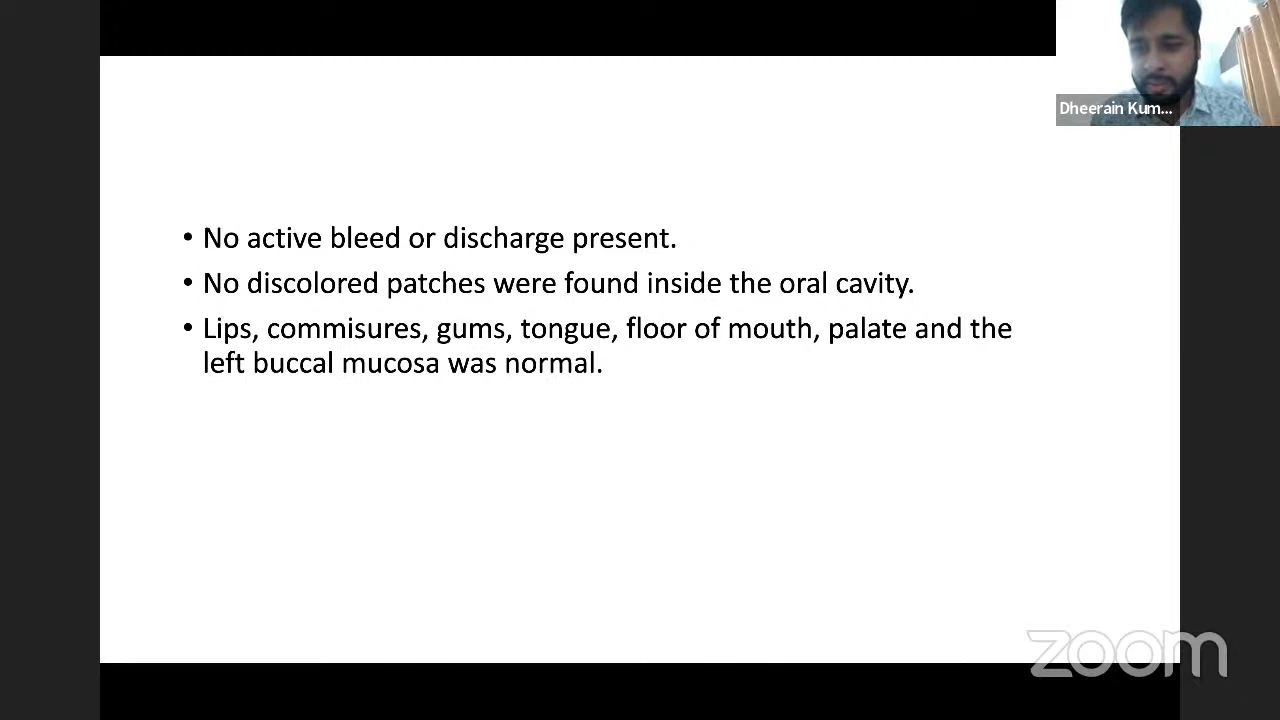 Dheerain Kum...
• No active bleed or discharge present.
• No discolored patches were found inside the oral cavity.
• Lips, commisures, gums, tongue, floor of mouth, palate and the
left buccal mucosa was normal.
zoom